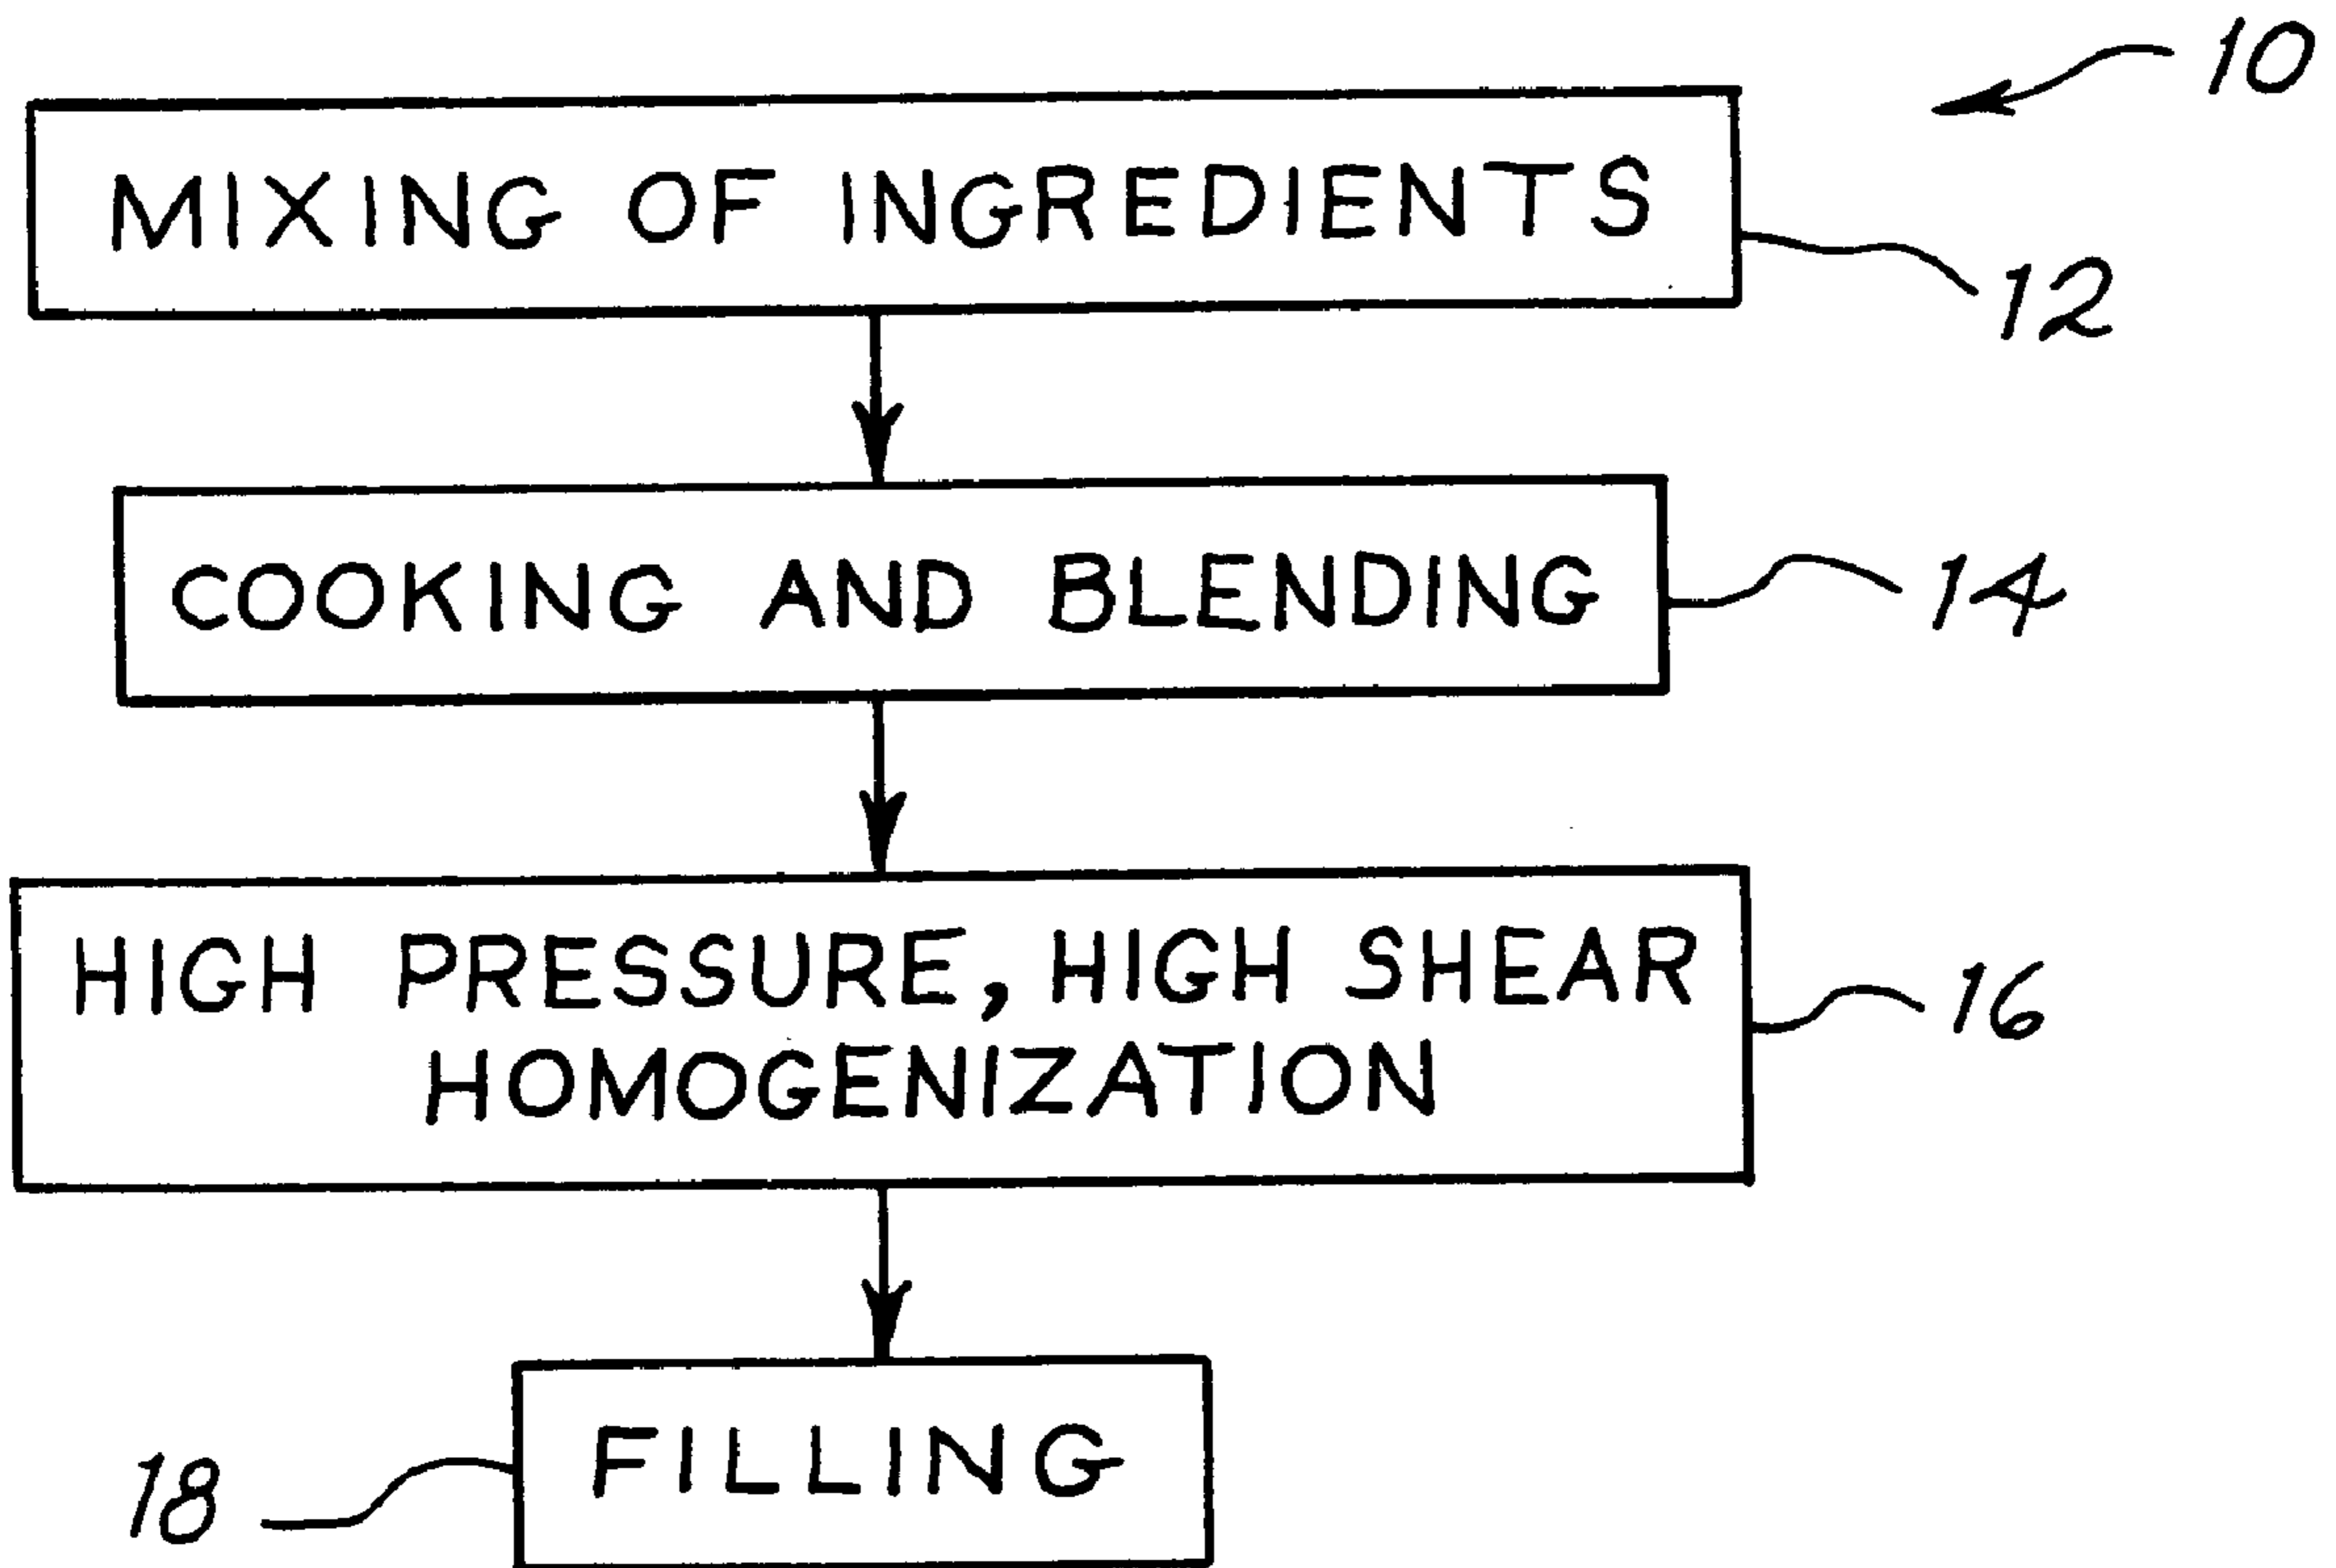 10
MIXING OF INGREDIENTS
12
COOKING AND BLENDING
14
HIGH PRESSURE, HIGH SHEAR
HOMOGENIZATION
16
FILLING
18